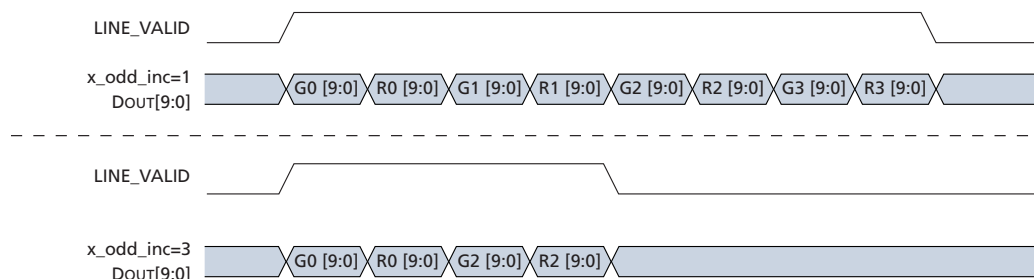 LINE_VALID
x_odd_inc=1
DOUT[9:0]
G0 [9:0] R0 [9:0] G1 [9:0] R1 [9:0] G2 [9:0] R2 [9:0] G3 [9:0] R3 [9:0]
LINE_VALID
x_odd_inc=3
DOUT[9:0]
G0 [9:0] R0 [9:0] G2 [9:0] R2 [9:0]